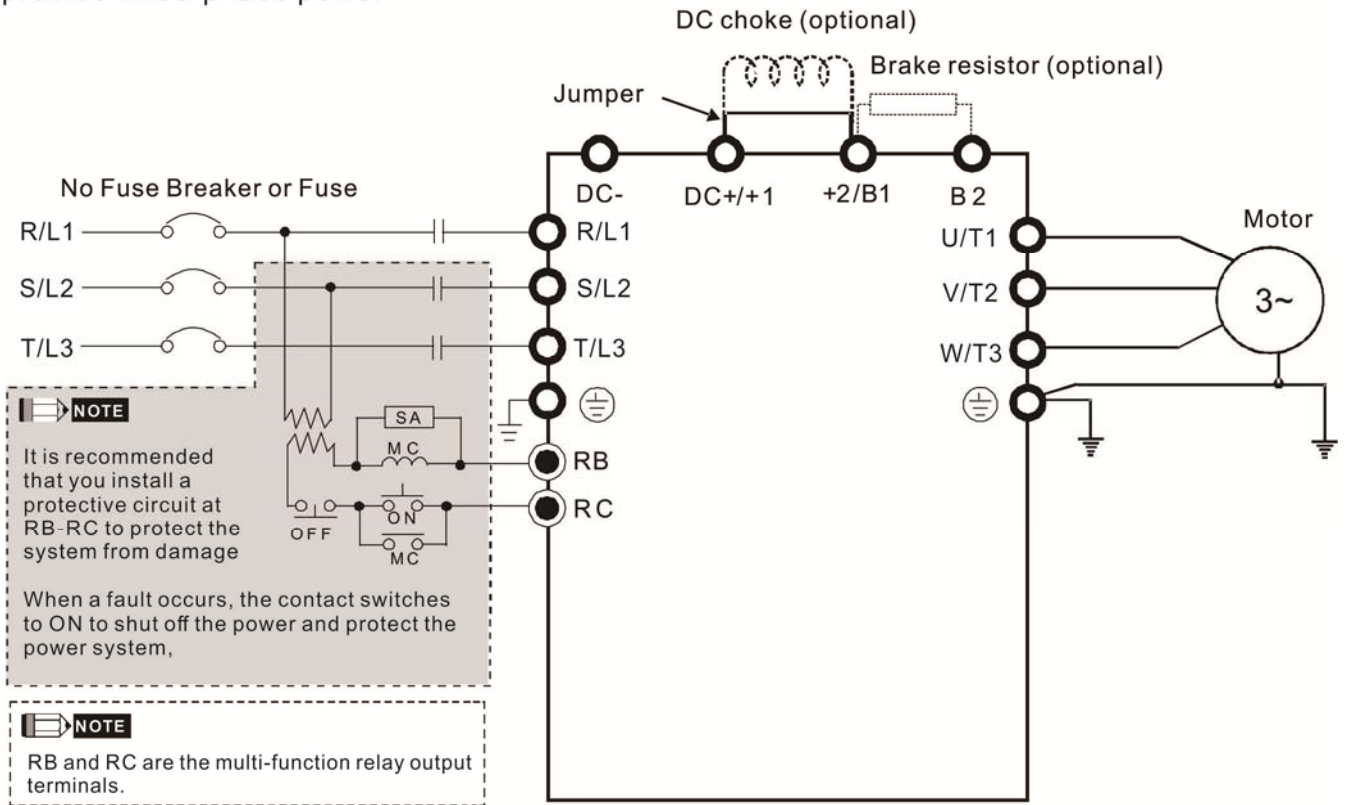 DC choke (optional)
Brake resistor (optional)
Jumper
No Fuse Breaker or Fuse
DC-
DC+/+1
+2/B1
B2
R/L1
R/L1
U/T1
Motor
S/L2
S/L2
V/T2
3~
T/L3
T/L3
W/T3
NOTE
SA
It is recommended
that you install a
protective circuit at
RB-RC to protect the
system from damage
MC
RB
OFF
ON
RC
MC
When a fault occurs, the contact switches
to ON to shut off the power and protect the
power system,
NOTE
RB and RC are the multi-function relay output
terminals.